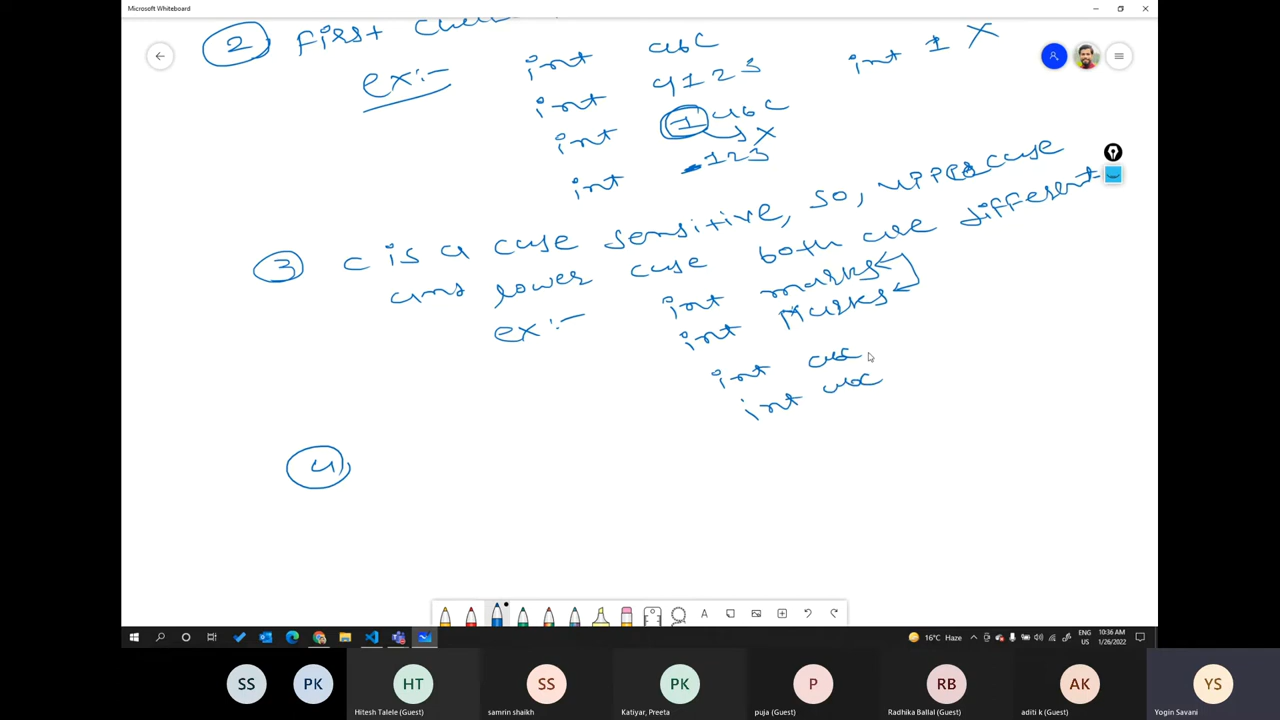 Microsoft Whiteboard
2 First
ex:-
int abc
int a123
int 1abc X
int _123
int 1 X
3 C is a case sensitive, so, uppercase
and lower case both are different
ex:- int marks
int Marks
int abc
int abc
4
A
ENG
US
16°C Haze
10:36 AM
1/26/2022
SS
PK
HT
Hitesh Talele (Guest)
SS
samrin shaikh
PK
Katiyar, Preeta
P
puja (Guest)
RB
Radhika Ballal (Guest)
AK
aditi k (Guest)
YS
Yogin Savani